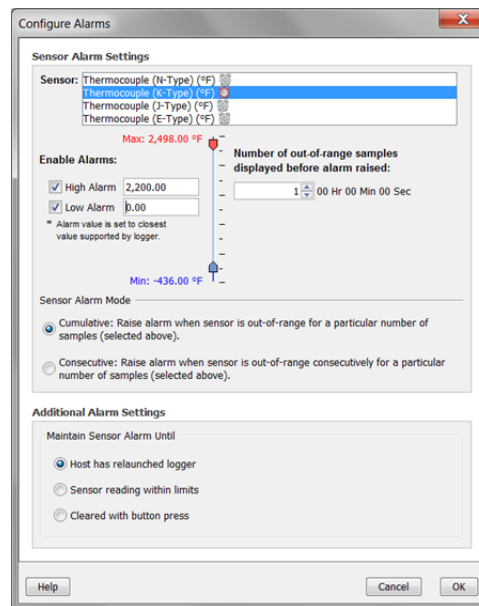 Configure Alarms
Sensor Alarm Settings
Sensor: Thermocouple (N-Type) (ºF)
Thermocouple (K-Type) (ºF)
Thermocouple (J-Type) (ºF)
Thermocouple (E-Type) (ºF)
Max: 2,498.00 ºF
Enable Alarms:
High Alarm 2,200.00
Low Alarm 0.00
* Alarm value is set to closest
value supported by logger.
Min: -436.00 ºF
Number of out-of-range samples
displayed before alarm raised:
1 00 Hr 00 Min 00 Sec
Sensor Alarm Mode
Cumulative: Raise alarm when sensor is out-of-range for a particular number of
samples (selected above).
Consecutive: Raise alarm when sensor is out-of-range consecutively for a particular
number of samples (selected above).
Additional Alarm Settings
Maintain Sensor Alarm Until
Host has relaunched logger
Sensor reading within limits
Cleared with button press
Help
Cancel
OK